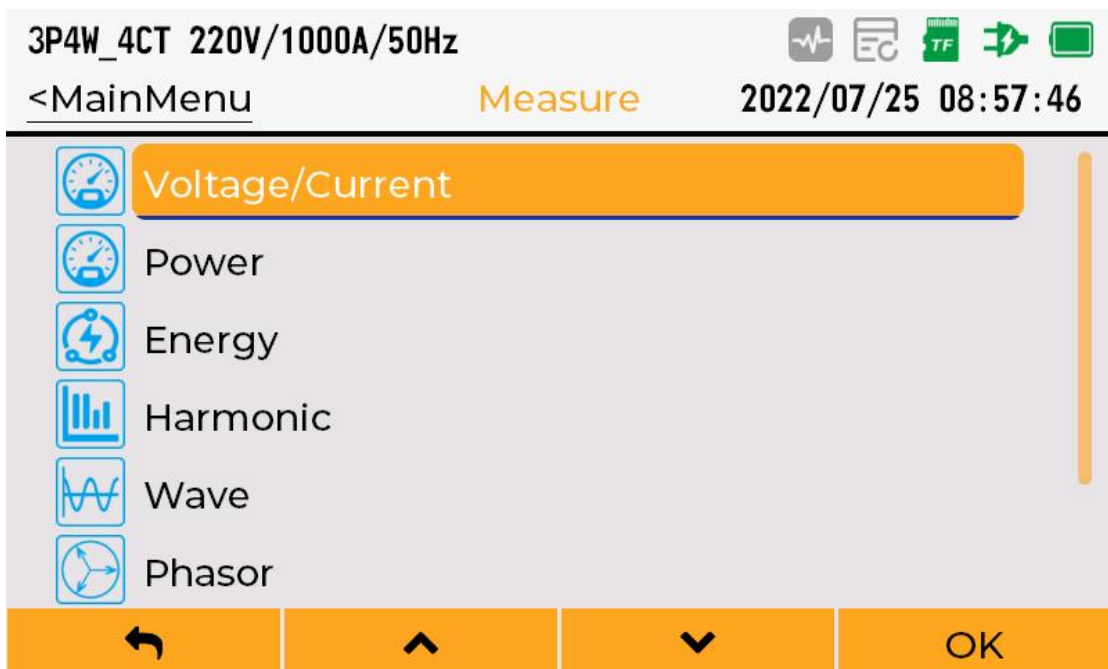 3P4W_4CT 220V/1000A/50Hz
TF
<MainMenu Measure 2022/07/25 08:57:46
Voltage/Current
Power
Energy
Harmonic
Wave
Phasor
OK